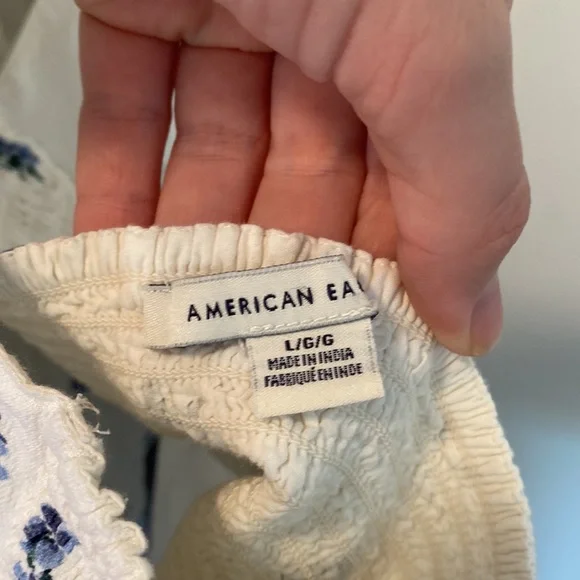 AMERICAN EA
L/G/G
MADE IN INDIA
FABRIQUÉ EN INDE